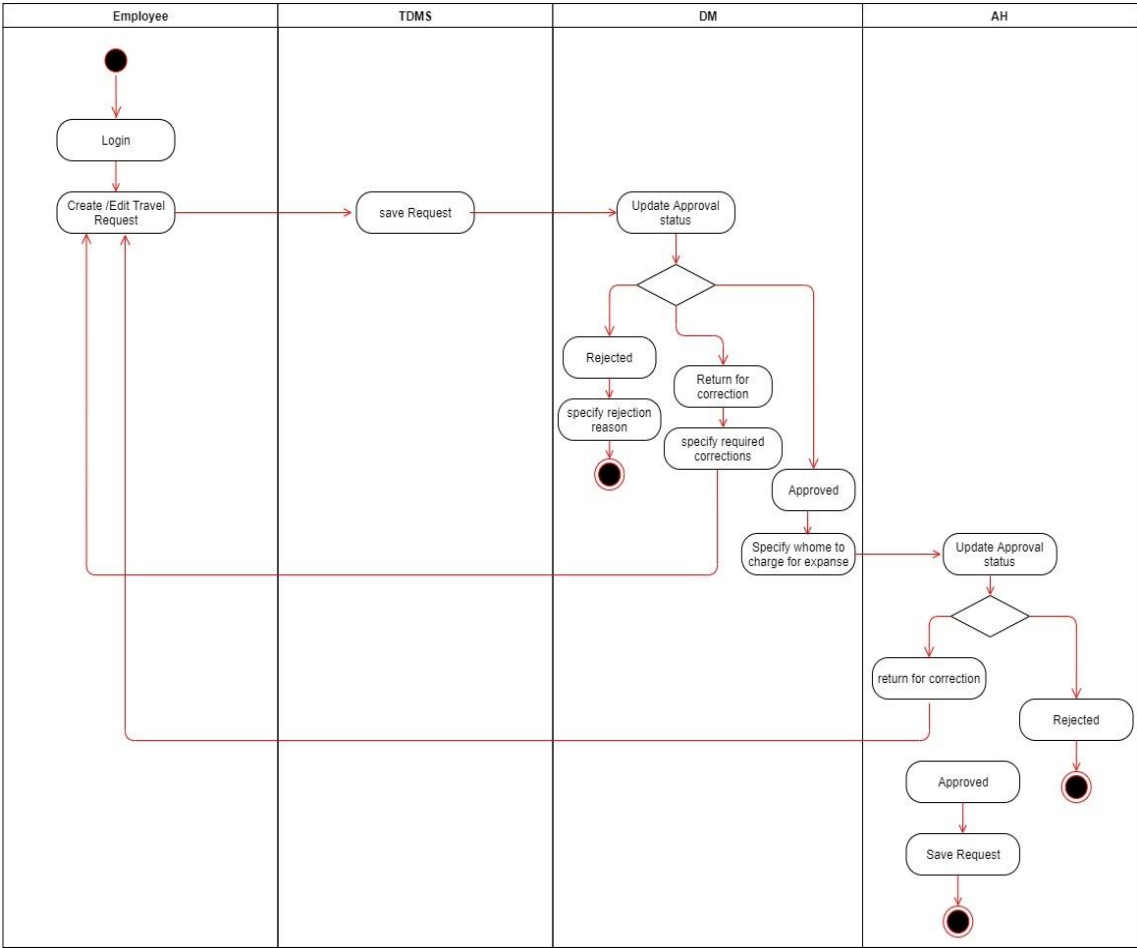 Employee
TDMS
DM
AH
Login
Create /Edit Travel
Request
save Request
Update Approval
status
Rejected
specify rejection
reason
Return for
correction
specify required
corrections
Approved
Specify whome to
charge for expanse
Update Approval
status
return for correction
Rejected
Approved
Save Request